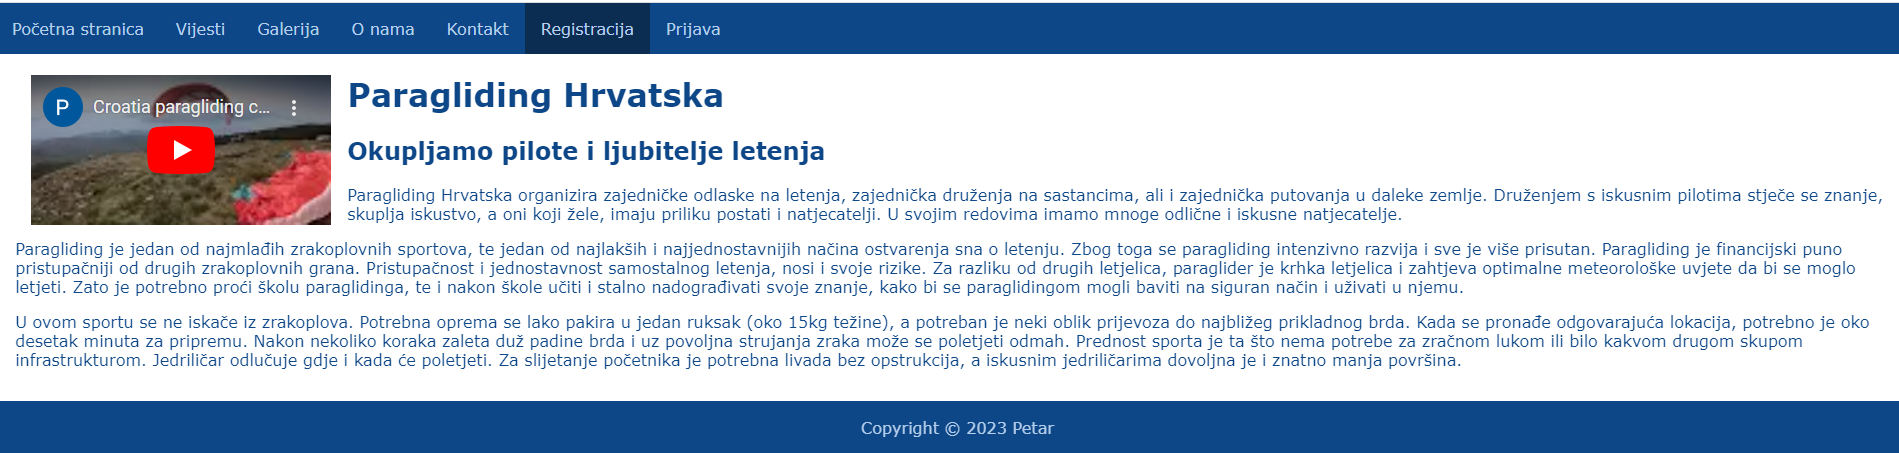 Početna stranica Vijesti Galerija O nama Kontakt Registracija Prijava
P Croatia paragliding c...
Paragliding Hrvatska
Okupljamo pilote i ljubitelje letenja
Paragliding Hrvatska organizira zajedničke odlaske na letenja, zajednička druženja na sastancima, ali i zajednička putovanja u daleke zemlje. Druženjem s iskusnim pilotima stječe se znanje,
skuplja iskustvo, a oni koji žele, imaju priliku postati i natjecatelji. U svojim redovima imamo mnoge odlične i iskusne natjecatelje.
Paragliding je jedan od najmlađih zrakoplovnih sportova, te jedan od najlakših i najjednostavnijih načina ostvarenja sna o letenju. Zbog toga se paragliding intenzivno razvija i sve je više prisutan. Paragliding je financijski puno
pristupačniji od drugih zrakoplovnih grana. Pristupačnost i jednostavnost samostalnog letenja, nosi i svoje rizike. Za razliku od drugih letjelica, paraglider je krhka letjelica i zahtjeva optimalne meteorološke uvjete da bi se moglo
letjeti. Zato je potrebno proći školu paraglidinga, te i nakon škole učiti i stalno nadograđivati svoje znanje, kako bi se paraglidingom mogli baviti na siguran način i uživati u njemu.
U ovom sportu se ne iskače iz zrakoplova. Potrebna oprema se lako pakira u jedan ruksak (oko 15kg težine), a potreban je neki oblik prijevoza do najbližeg prikladnog brda. Kada se pronađe odgovarajuća lokacija, potrebno je oko
desetak minuta za pripremu. Nakon nekoliko koraka zaleta duž padine brda i uz povoljna strujanja zraka može se poletjeti odmah. Prednost sporta je ta što nema potrebe za zračnom lukom ili bilo kakvom drugom skupom
infrastrukturom. Jedriličar odlučuje gdje i kada će poletjeti. Za slijetanje početnika je potrebna livada bez opstrukcija, a iskusnim jedriličarima dovoljna je i znatno manja površina.
Copyright © 2023 Petar